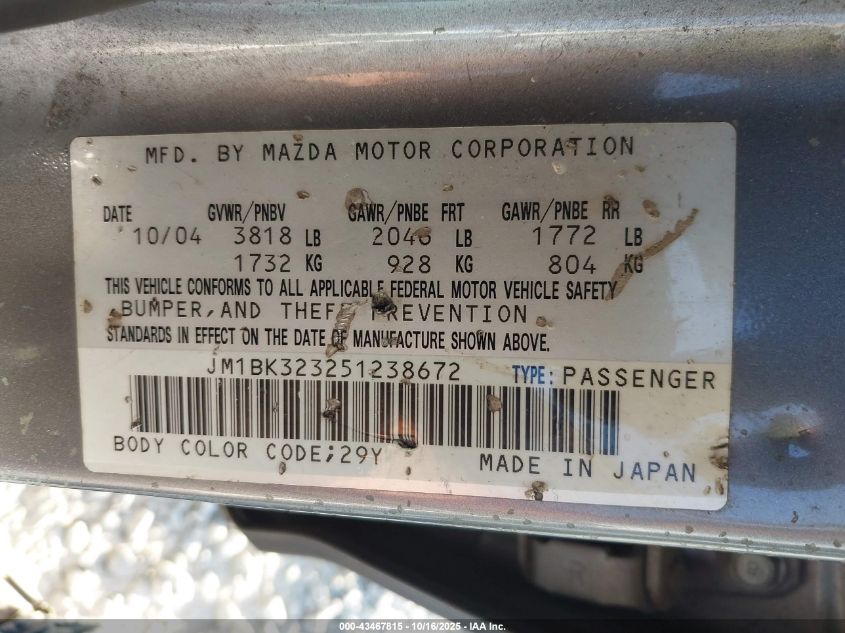 MFD. BY MAZDA MOTOR CORPORATION
DATE GVWR/PNBV GAWR/PNBE FRT GAWR/PNBE RR
10/04 3818 LB 2046 LB 1772 LB
1732 KG 928 KG 804 KG
THIS VEHICLE CONFORMS TO ALL APPLICABLE FEDERAL MOTOR VEHICLE SAFETY
BUMPER, AND THEFT PREVENTION
STANDARDS IN EFFECT ON THE DATE OF MANUFACTURE SHOWN ABOVE.
JM1BK323251238672 TYPE: PASSENGER
BODY COLOR CODE;29Y MADE IN JAPAN
000-43467815 - 10/16/2025 - IAA Inc.